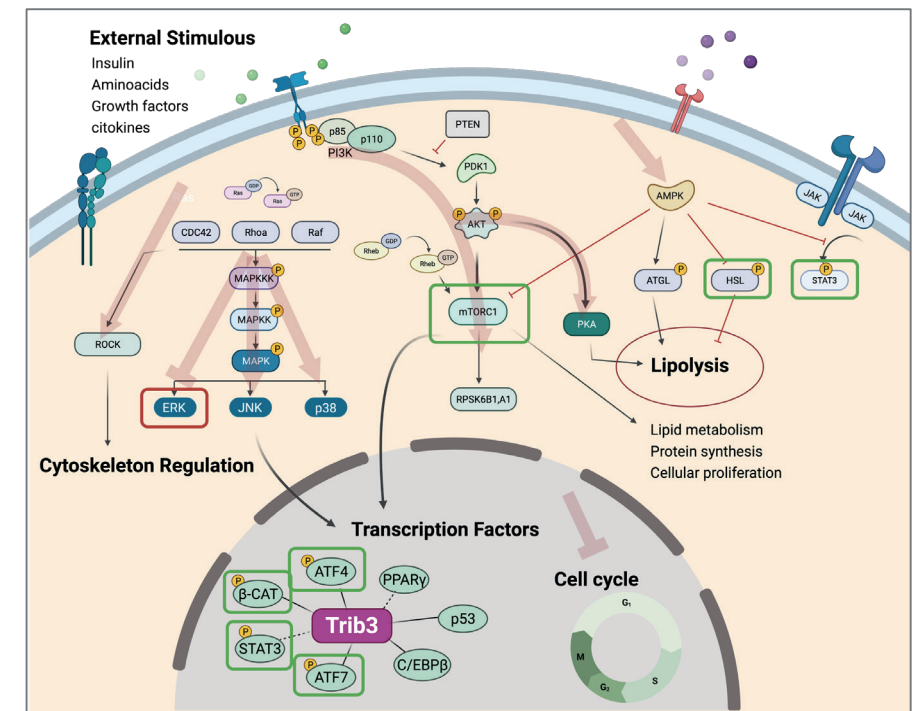 External Stimulous
Insulin
Aminoacids
Growth factors
citokines
P
P
P
P
p85
p110
PI3K
PTEN
PDK1
P
P
AKT
AMPK
JAK
JAK
Ras
GDP
Ras
GTP
CDC42
Rhoa
Raf
Rheb
GDP
Rheb
GTP
MAPKKK
P
MAPKK
P
MAPK
P
mTORC1
ATGL
P
HSL
P
P
STAT3
PKA
ROCK
Lipolysis
ERK
JNK
p38
RPSK6B1,A1
Lipid metabolism
Protein synthesis
Cellular proliferation
Cytoskeleton Regulation
Transcription Factors
P
ATF4
P
β-CAT
PPARγ
Trib3
p53
P
STAT3
C/EBPβ
P
ATF7
Cell cycle
G1
M
S
G2